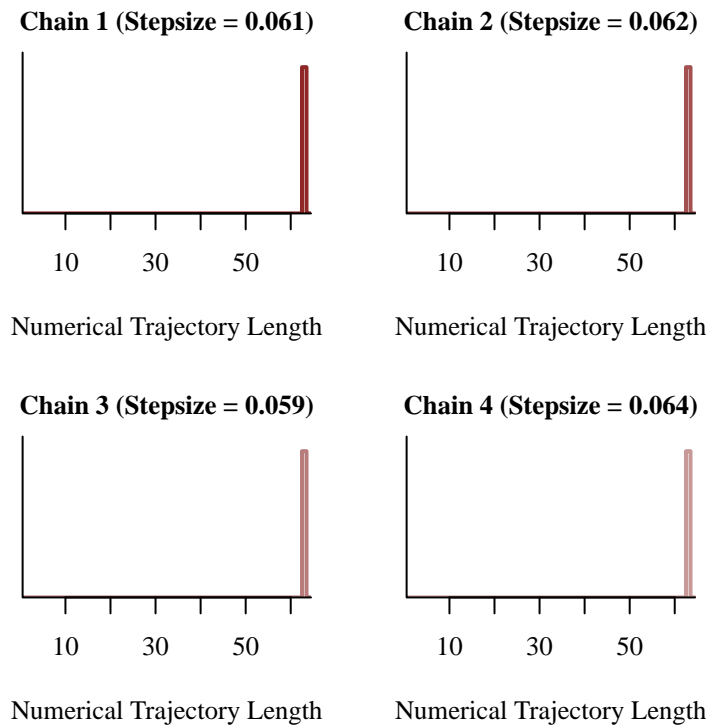 Chain 1 (Stepsize = 0.061)
10 30 50
Numerical Trajectory Length
Chain 2 (Stepsize = 0.062)
10 30 50
Numerical Trajectory Length
Chain 3 (Stepsize = 0.059)
10 30 50
Numerical Trajectory Length
Chain 4 (Stepsize = 0.064)
10 30 50
Numerical Trajectory Length